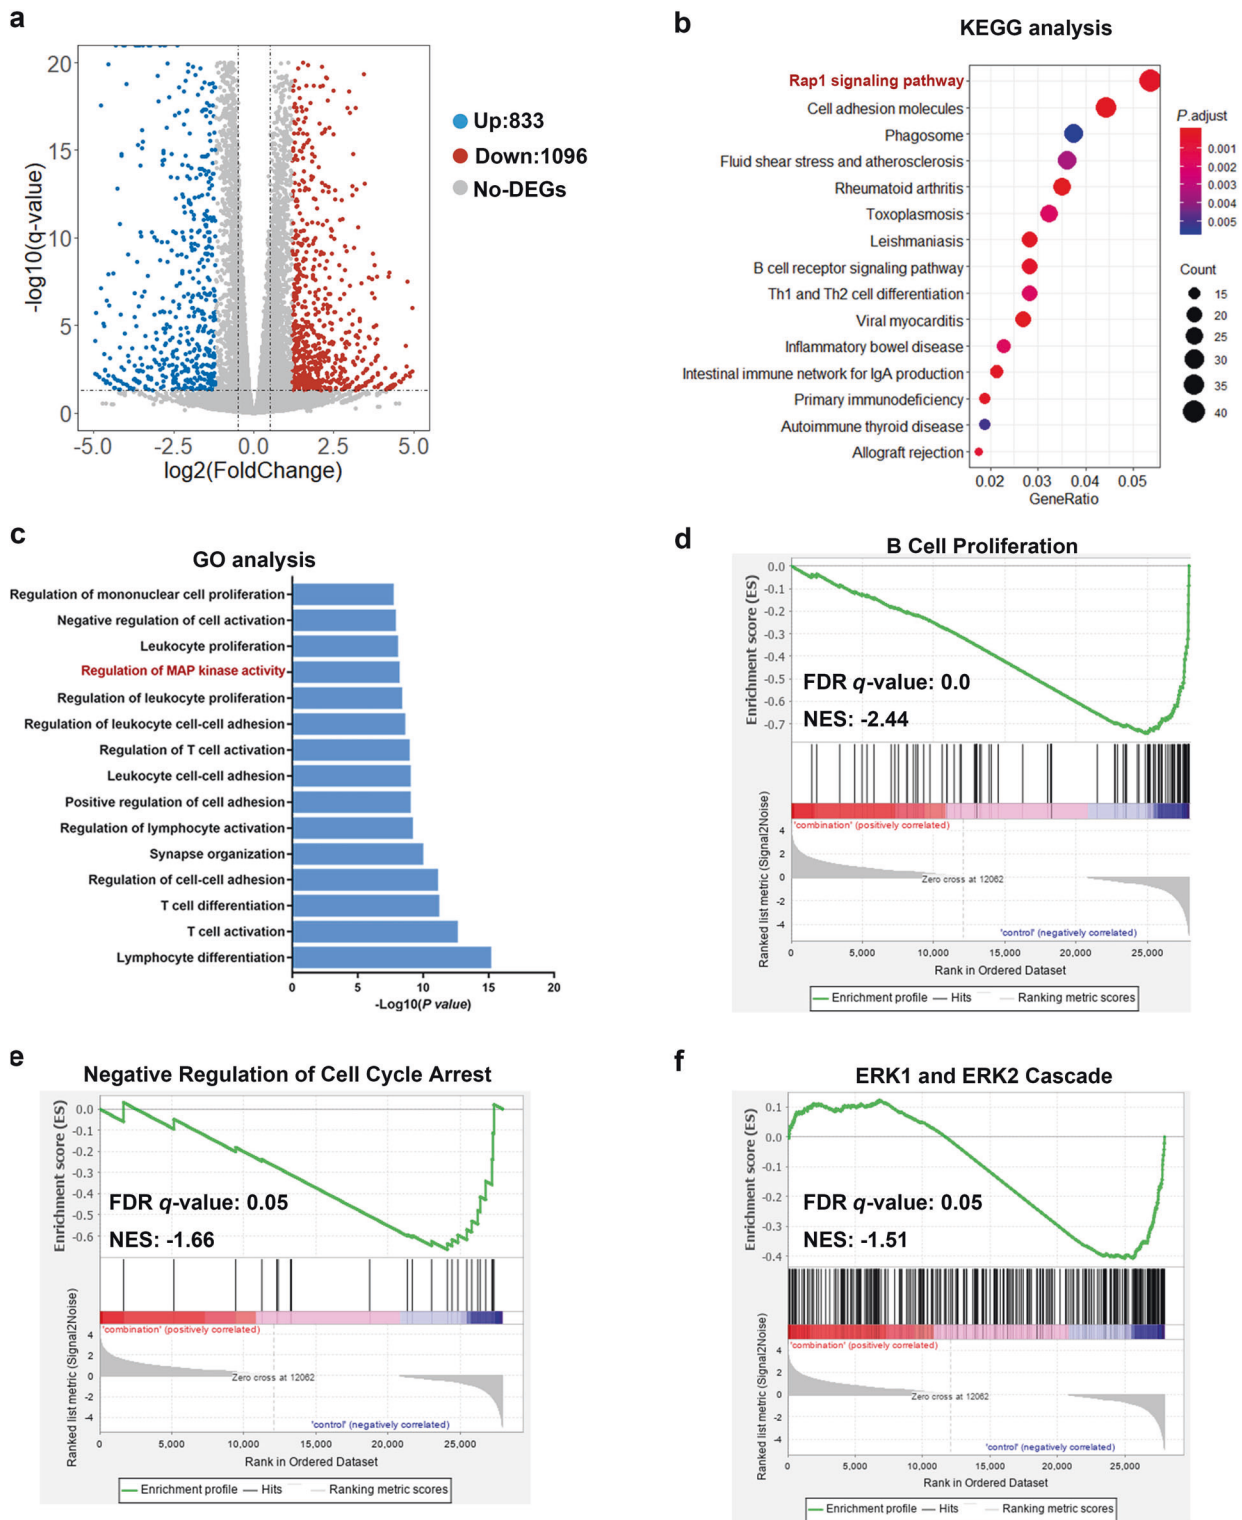 a
20
15
10
5
0
-log10(q-value)
-5.0 -2.5 0.0 2.5 5.0
log2(FoldChange)
Up:833
Down:1096
No-DEGs
b
KEGG analysis
Rap1 signaling pathway
Cell adhesion molecules
Phagosome
Fluid shear stress and atherosclerosis
Rheumatoid arthritis
Toxoplasmosis
Leishmaniasis
B cell receptor signaling pathway
Th1 and Th2 cell differentiation
Viral myocarditis
Inflammatory bowel disease
Intestinal immune network for IgA production
Primary immunodeficiency
Autoimmune thyroid disease
Allograft rejection
0.02 0.03 0.04 0.05
GeneRatio
P.adjust
0.001
0.002
0.003
0.004
0.005
Count
15
20
25
30
35
40
c
GO analysis
Regulation of mononuclear cell proliferation
Negative regulation of cell activation
Leukocyte proliferation
Regulation of MAP kinase activity
Regulation of leukocyte proliferation
Regulation of leukocyte cell-cell adhesion
Regulation of T cell activation
Leukocyte cell-cell adhesion
Positive regulation of cell adhesion
Regulation of lymphocyte activation
Synapse organization
Regulation of cell-cell adhesion
T cell differentiation
T cell activation
Lymphocyte differentiation
0 5 10 15 20
-Log10(P value)
d
B Cell Proliferation
Enrichment score (ES)
0.0
-0.1
-0.2
-0.3
-0.4
-0.5
-0.6
-0.7
FDR q-value: 0.0
NES: -2.44
'combination' (positively correlated)
Ranked list metric (Signal2Noise)
4
2
0
-2
-4
Zero cross at 12062
'control' (negatively correlated)
0 5,000 10,000 15,000 20,000 25,000
Rank in Ordered Dataset
Enrichment profile Hits Ranking metric scores
e
Negative Regulation of Cell Cycle Arrest
Enrichment score (ES)
0.0
-0.1
-0.2
-0.3
-0.4
-0.5
-0.6
FDR q-value: 0.05
NES: -1.66
'combination' (positively correlated)
Ranked list metric (Signal2Noise)
4
2
0
-2
-4
Zero cross at 12062
'control' (negatively correlated)
0 5,000 10,000 15,000 20,000 25,000
Rank in Ordered Dataset
Enrichment profile Hits Ranking metric scores
f
ERK1 and ERK2 Cascade
Enrichment score (ES)
0.1
0.0
-0.1
-0.2
-0.3
-0.4
FDR q-value: 0.05
NES: -1.51
'combination' (positively correlated)
Ranked list metric (Signal2Noise)
4
2
0
-2
-4
Zero cross at 12062
'control' (negatively correlated)
0 5,000 10,000 15,000 20,000 25,000
Rank in Ordered Dataset
Enrichment profile Hits Ranking metric scores